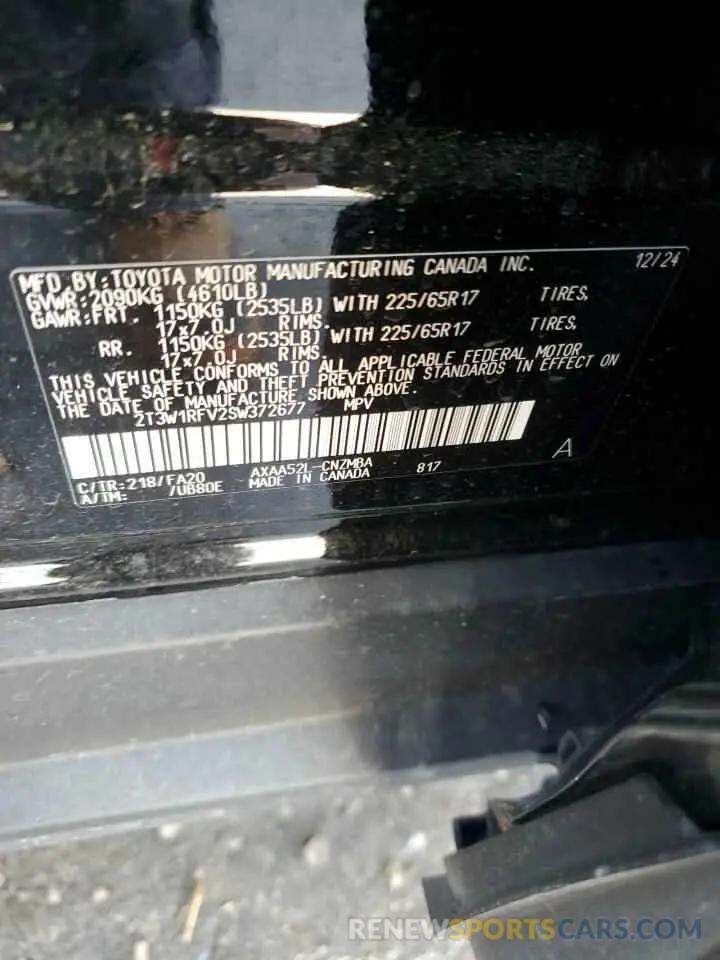 MFD.BY:TOYOTA MOTOR MANUFACTURING CANADA INC. 12/24
GVWR:2090KG (4610LB)
GAWR:FRT. 1150KG (2535LB) WITH 225/65R17 TIRES,
17x7.0J RIMS.
RR. 1150KG (2535LB) WITH 225/65R17 TIRES,
17x7.0J RIMS.
THIS VEHICLE CONFORMS TO ALL APPLICABLE FEDERAL MOTOR
VEHICLE SAFETY AND THEFT PREVENTION STANDARDS IN EFFECT ON
THE DATE OF MANUFACTURE SHOWN ABOVE.
2T3W1RFV2SW372677 MPV
A
C/TR:218/FA20 AXAA52L-CNZMBA 817
A/TM: /UB80E MADE IN CANADA
RENEWSPORTSCARS.COM